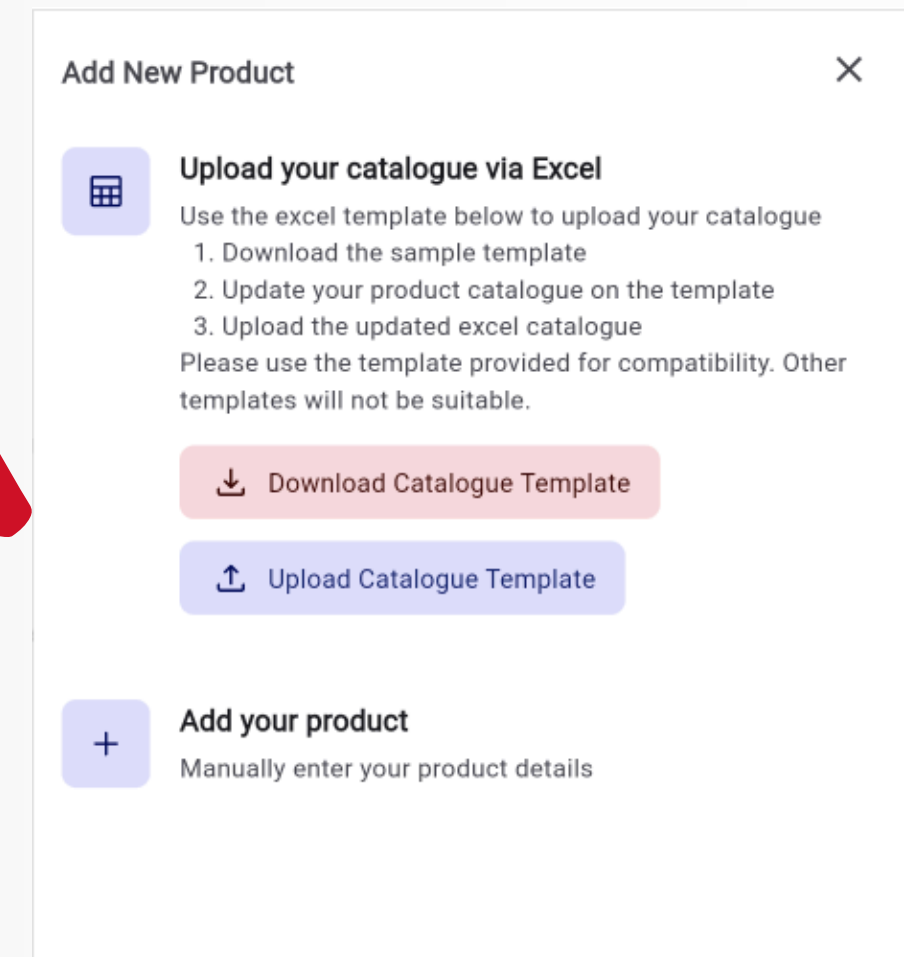 Add New Product
Upload your catalogue via Excel
Use the excel template below to upload your catalogue
1. Download the sample template
2. Update your product catalogue on the template
3. Upload the updated excel catalogue
Please use the template provided for compatibility. Other
templates will not be suitable.
Download Catalogue Template
Upload Catalogue Template
Add your product
Manually enter your product details